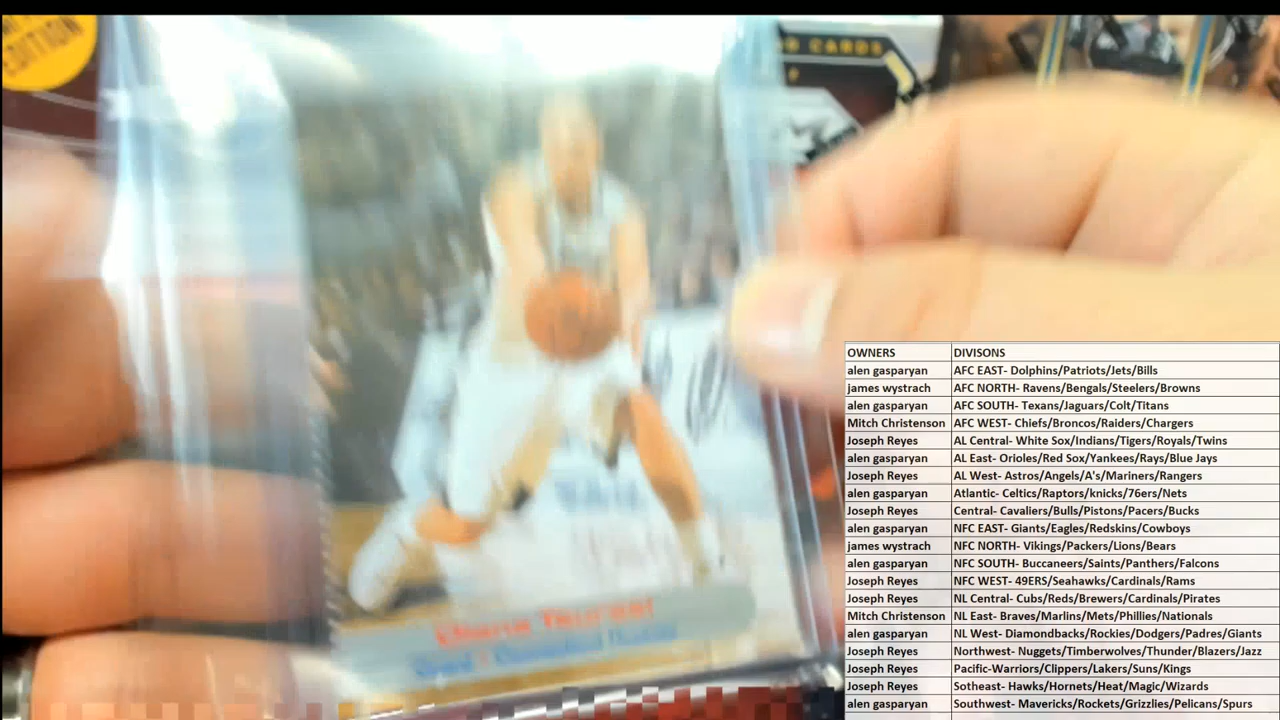 EDITION
CARDS
OWNERS DIVISONS
alen gasparyan AFC EAST- Dolphins/Patriots/Jets/Bills
james wystrach AFC NORTH- Ravens/Bengals/Steelers/Browns
alen gasparyan AFC SOUTH- Texans/Jaguars/Colt/Titans
Mitch Christenson AFC WEST- Chiefs/Broncos/Raiders/Chargers
Joseph Reyes AL Central- White Sox/Indians/Tigers/Royals/Twins
alen gasparyan AL East- Orioles/Red Sox/Yankees/Rays/Blue Jays
Joseph Reyes AL West- Astros/Angels/A's/Mariners/Rangers
alen gasparyan Atlantic- Celtics/Raptors/knicks/76ers/Nets
Joseph Reyes Central- Cavaliers/Bulls/Pistons/Pacers/Bucks
alen gasparyan NFC EAST- Giants/Eagles/Redskins/Cowboys
james wystrach NFC NORTH- Vikings/Packers/Lions/Bears
alen gasparyan NFC SOUTH- Buccaneers/Saints/Panthers/Falcons
Joseph Reyes NFC WEST- 49ERS/Seahawks/Cardinals/Rams
Joseph Reyes NL Central- Cubs/Reds/Brewers/Cardinals/Pirates
Mitch Christenson NL East- Braves/Marlins/Mets/Phillies/Nationals
alen gasparyan NL West- Diamondbacks/Rockies/Dodgers/Padres/Giants
Joseph Reyes Northwest- Nuggets/Timberwolves/Thunder/Blazers/Jazz
Joseph Reyes Pacific-Warriors/Clippers/Lakers/Suns/Kings
Joseph Reyes Sotheast- Hawks/Hornets/Heat/Magic/Wizards
alen gasparyan Southwest- Mavericks/Rockets/Grizzlies/Pelicans/Spurs